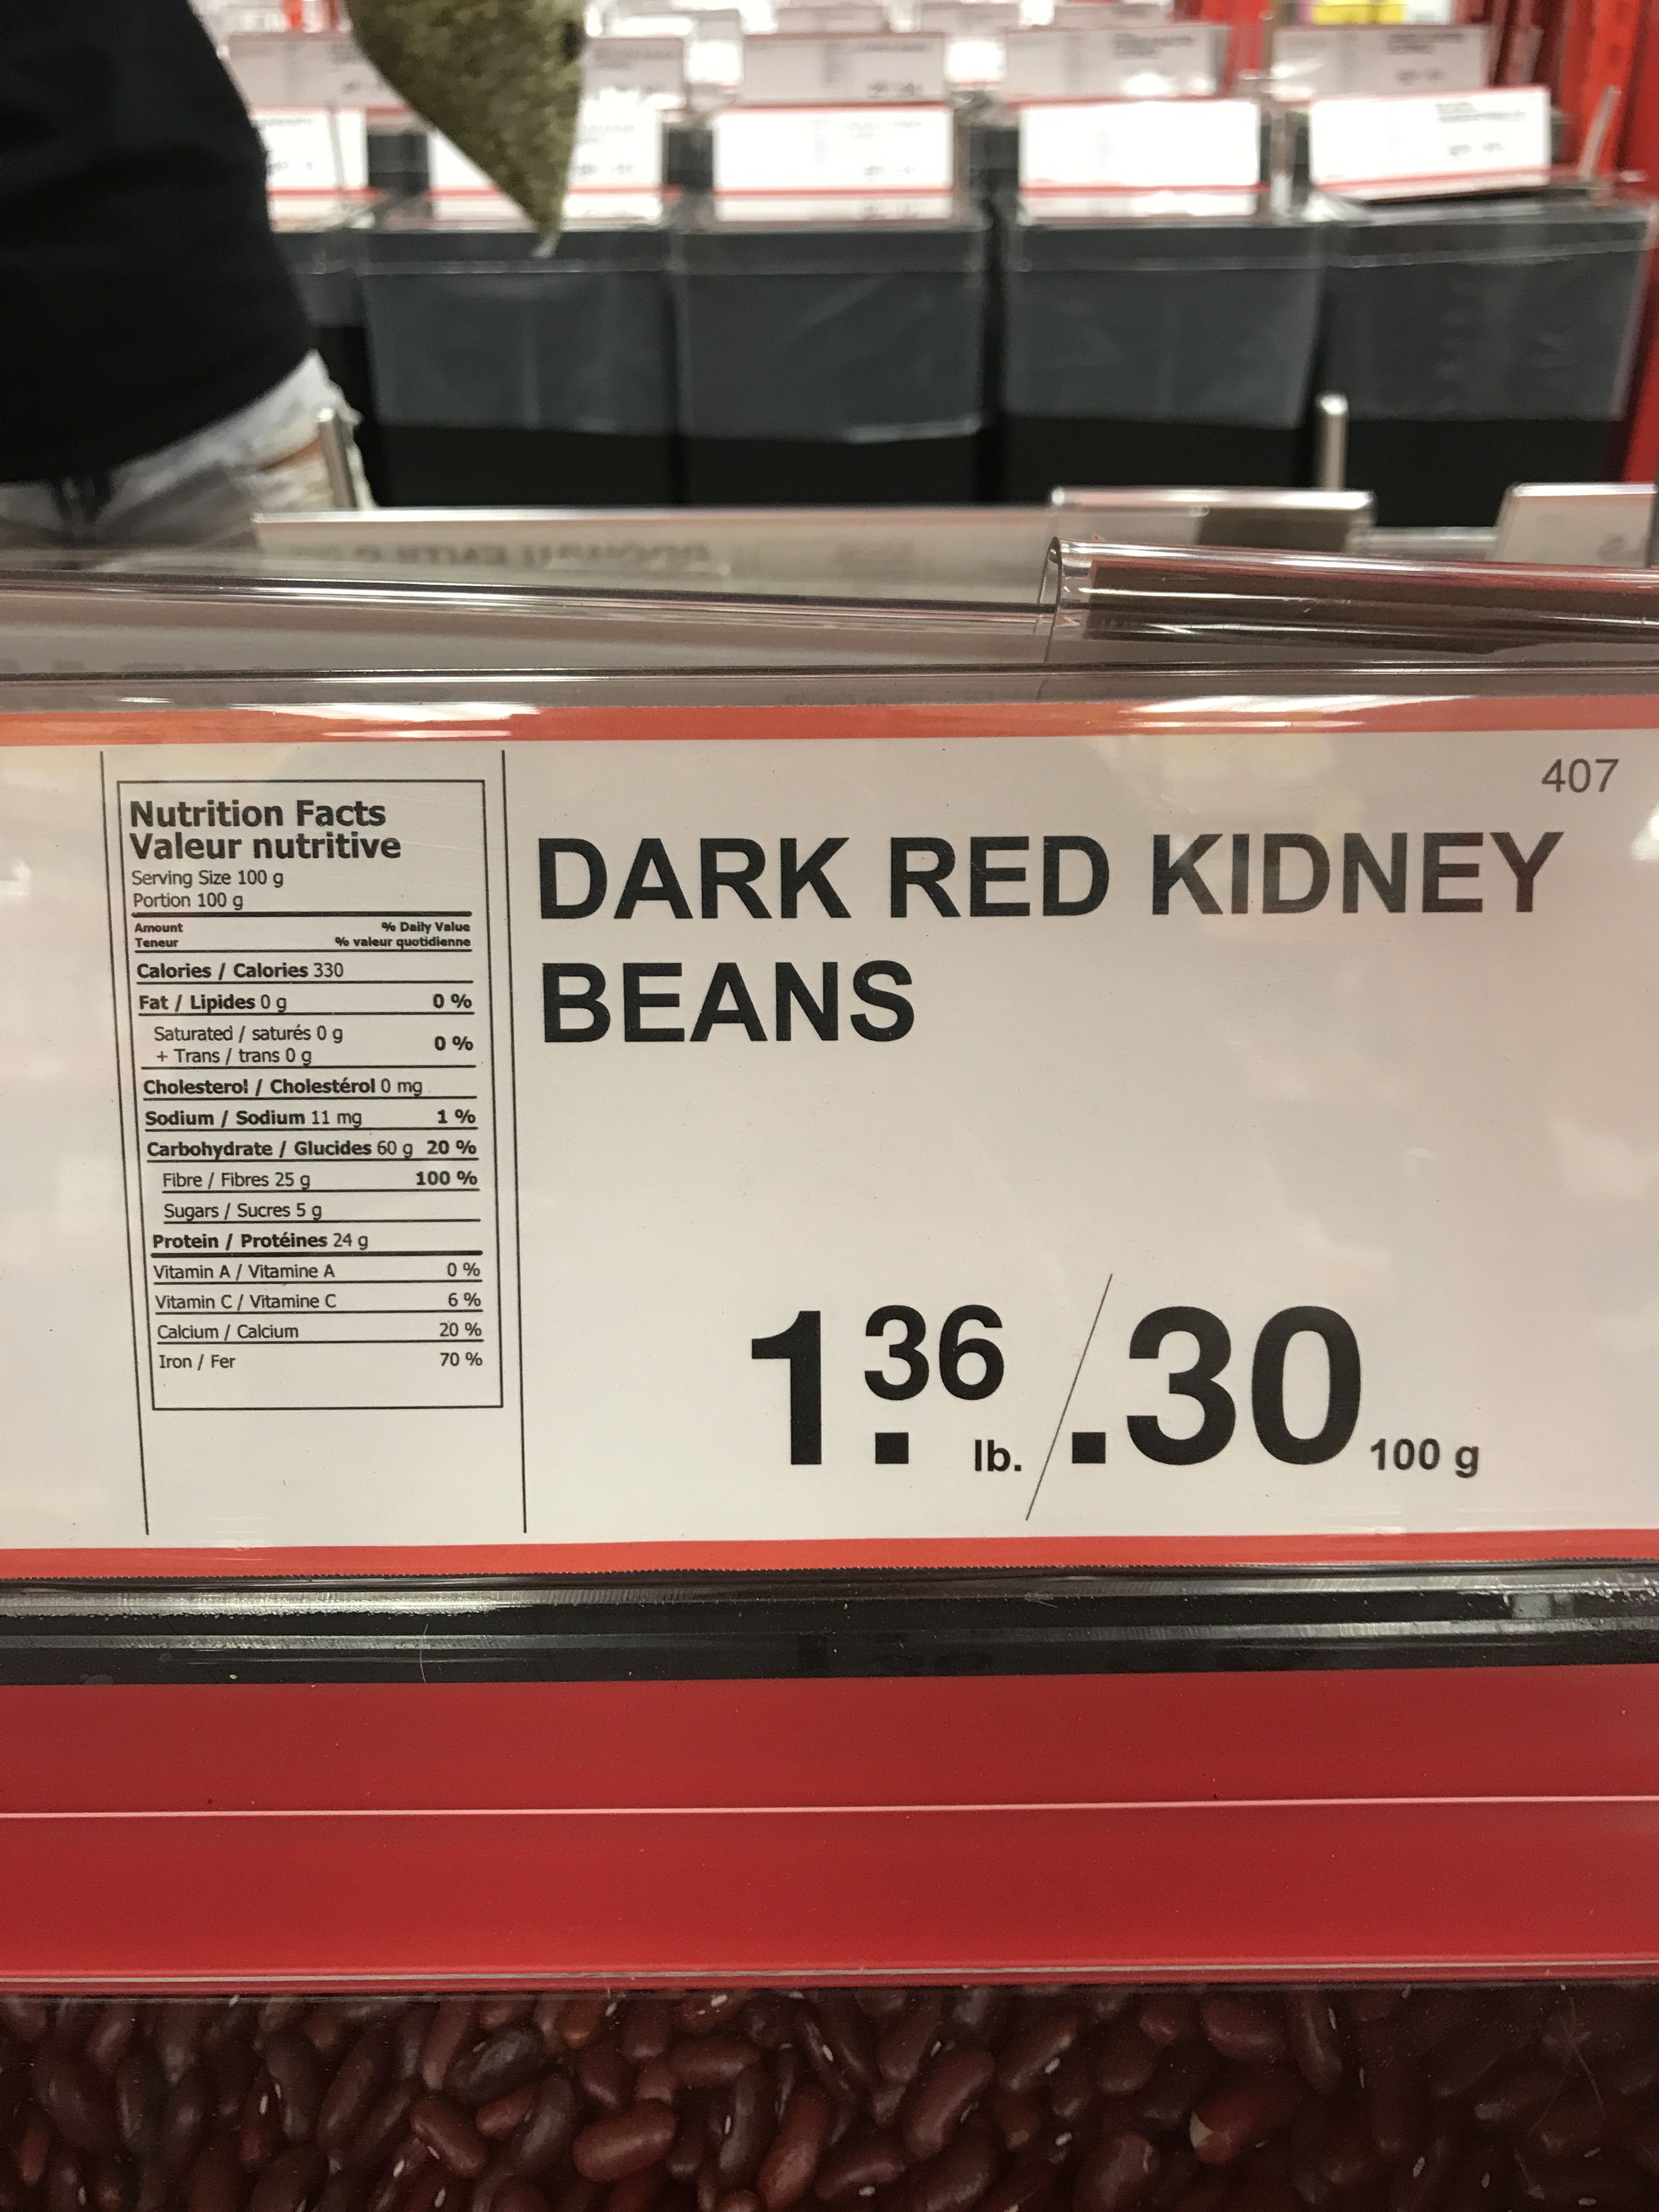 407
DARK RED KIDNEY
BEANS
1.36 lb. / .30 100 g
Nutrition Facts
Valeur nutritive
Serving Size 100 g
Portion 100 g
Amount % Daily Value
Teneur % valeur quotidienne
Calories / Calories 330
Fat / Lipides 0 g 0 %
Saturated / saturés 0 g
+ Trans / trans 0 g 0 %
Cholesterol / Cholestérol 0 mg
Sodium / Sodium 11 mg 1 %
Carbohydrate / Glucides 60 g 20 %
Fibre / Fibres 25 g 100 %
Sugars / Sucres 5 g
Protein / Protéines 24 g
Vitamin A / Vitamine A 0 %
Vitamin C / Vitamine C 6 %
Calcium / Calcium 20 %
Iron / Fer 70 %